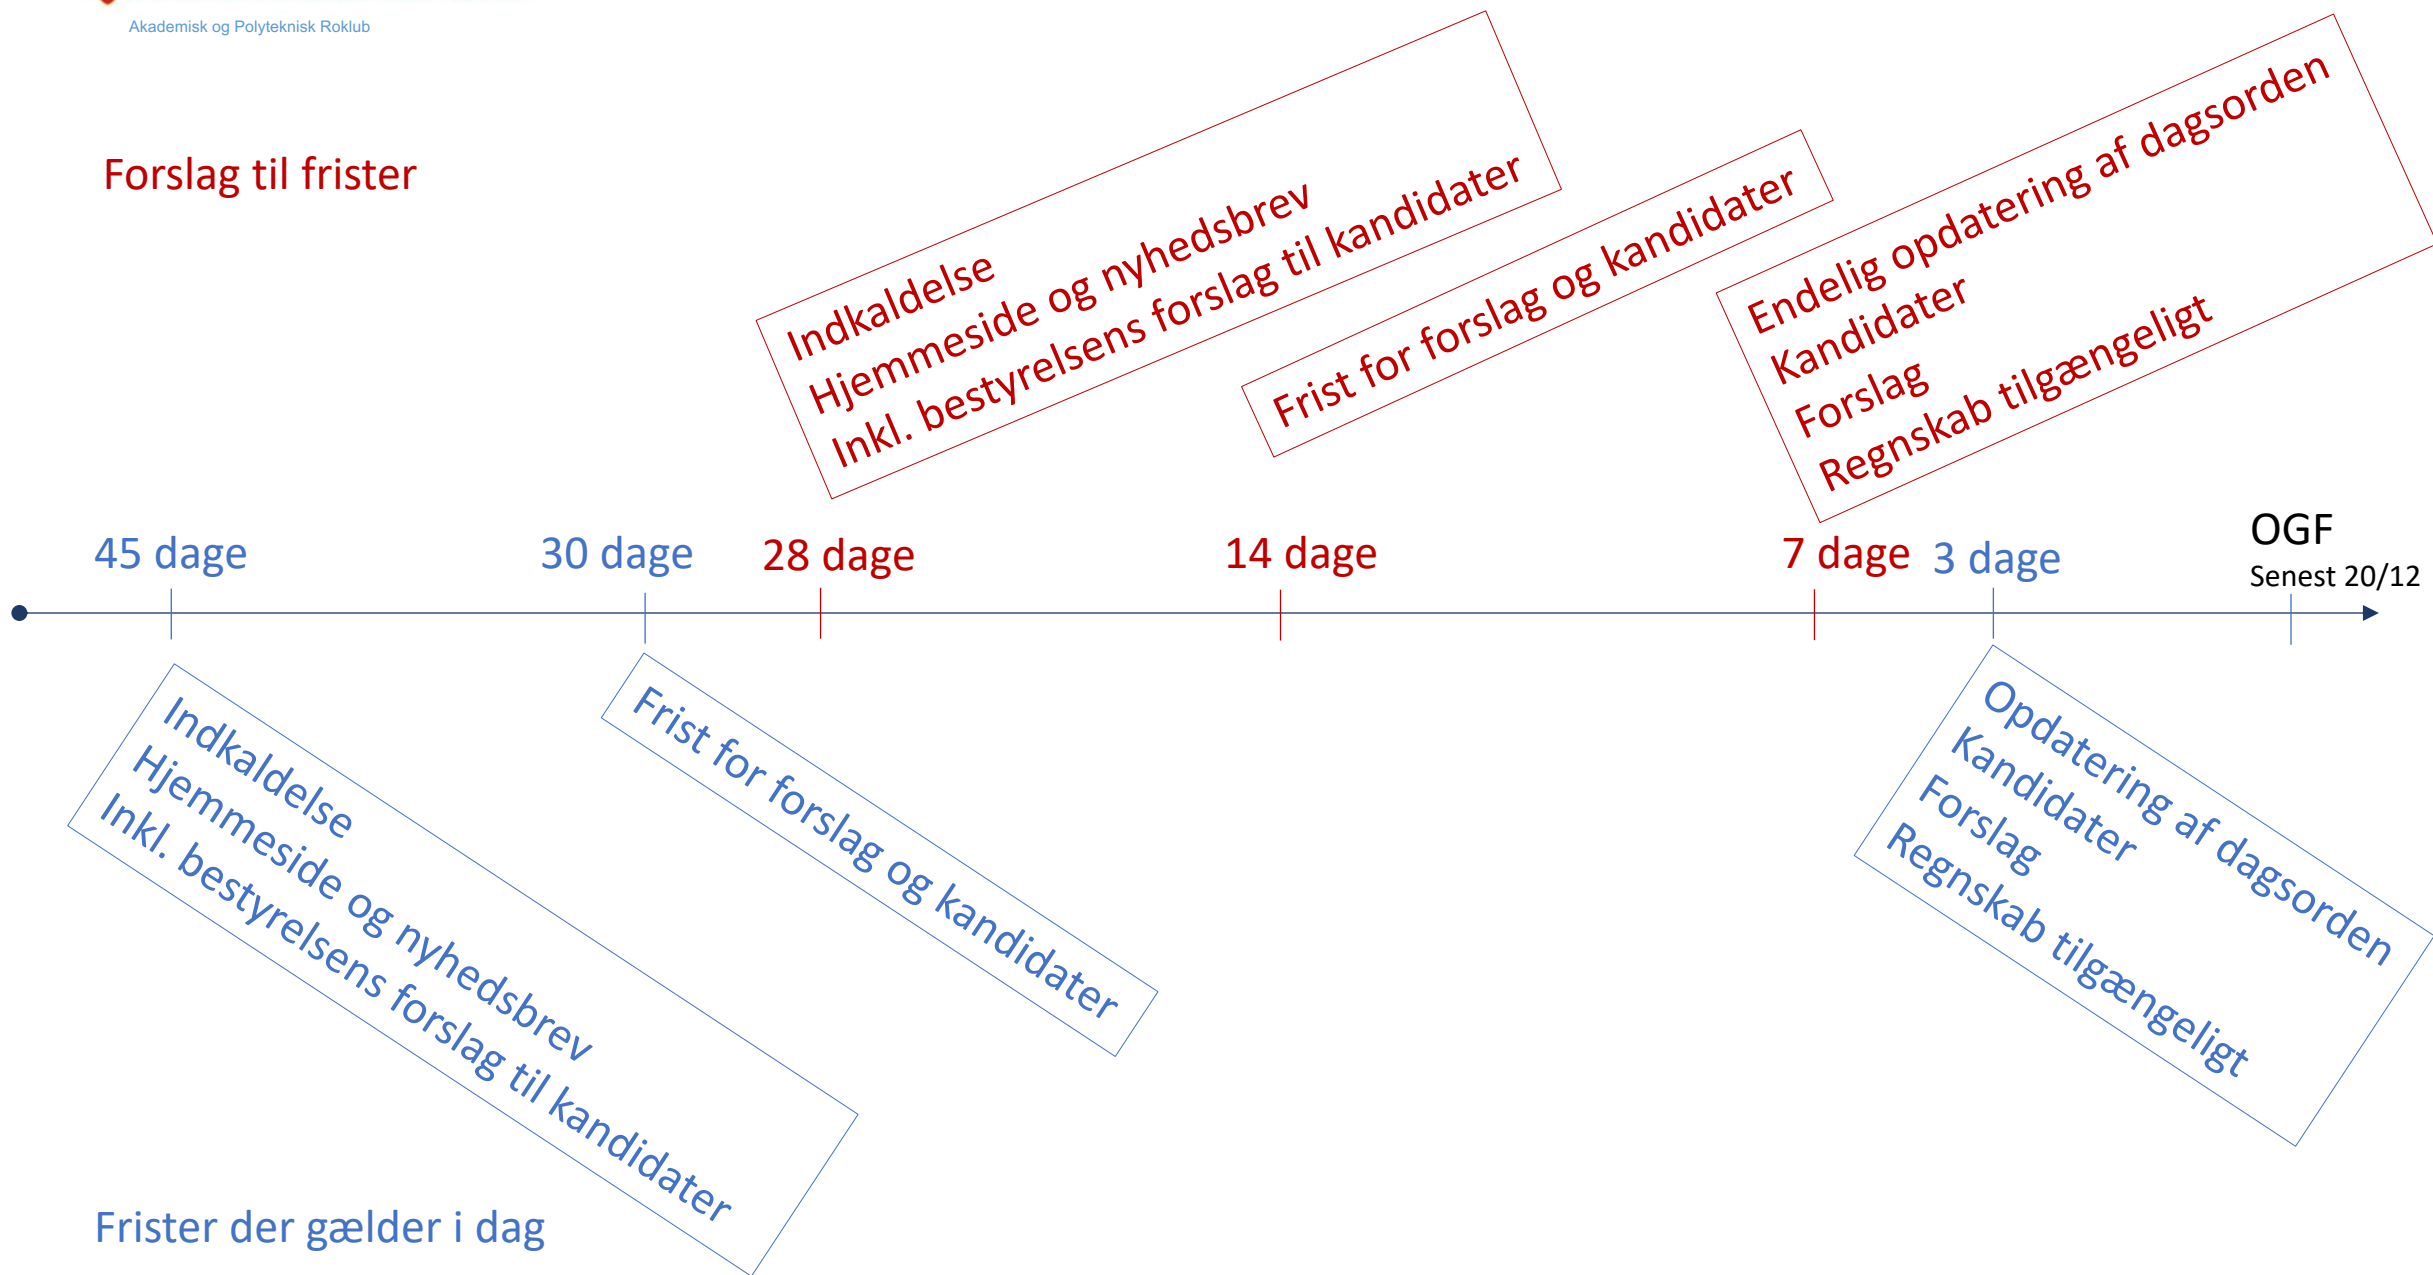 Akademisk og Polyteknisk Roklub
Forslag til frister
Indkaldelse
Hjemmeside og nyhedsbrev
Inkl. bestyrelsens forslag til kandidater
Frist for forslag og kandidater
Endelig opdatering af dagsorden
Kandidater
Forslag
Regnskab tilgængeligt
45 dage
30 dage
28 dage
14 dage
7 dage
3 dage
OGF
Senest 20/12
Indkaldelse
Hjemmeside og nyhedsbrev
Inkl. bestyrelsens forslag til kandidater
Frist for forslag og kandidater
Opdatering af dagsorden
Kandidater
Forslag
Regnskab tilgængeligt
Frister der gælder i dag